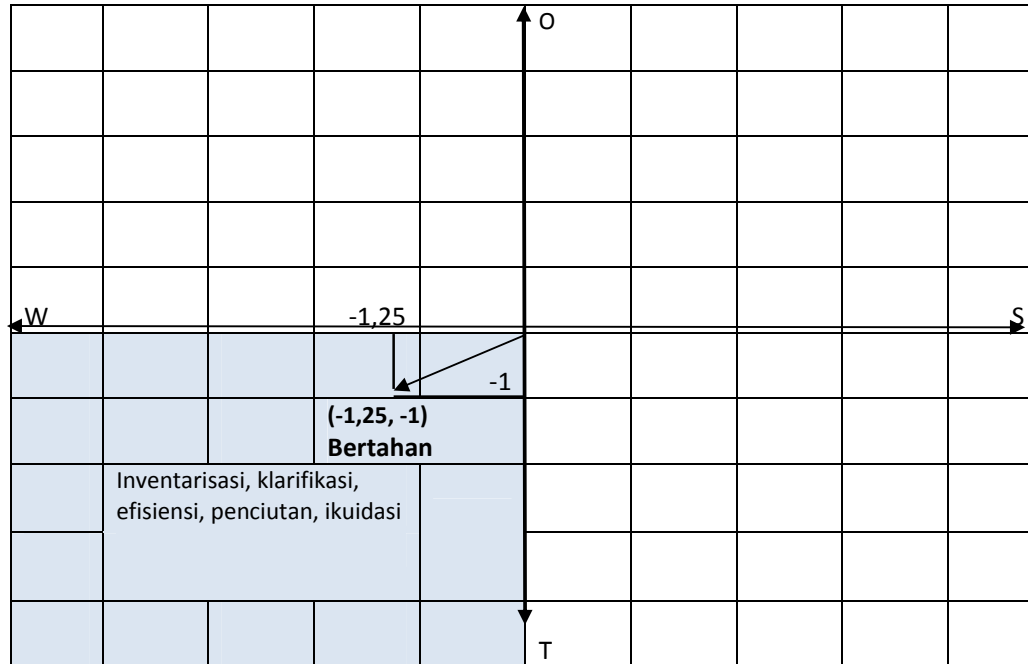 O
W
-1,25
S
-1
(-1,25, -1)
Bertahan
Inventarisasi, klarifikasi,
efisiensi, penciutan, ikuidasi
T